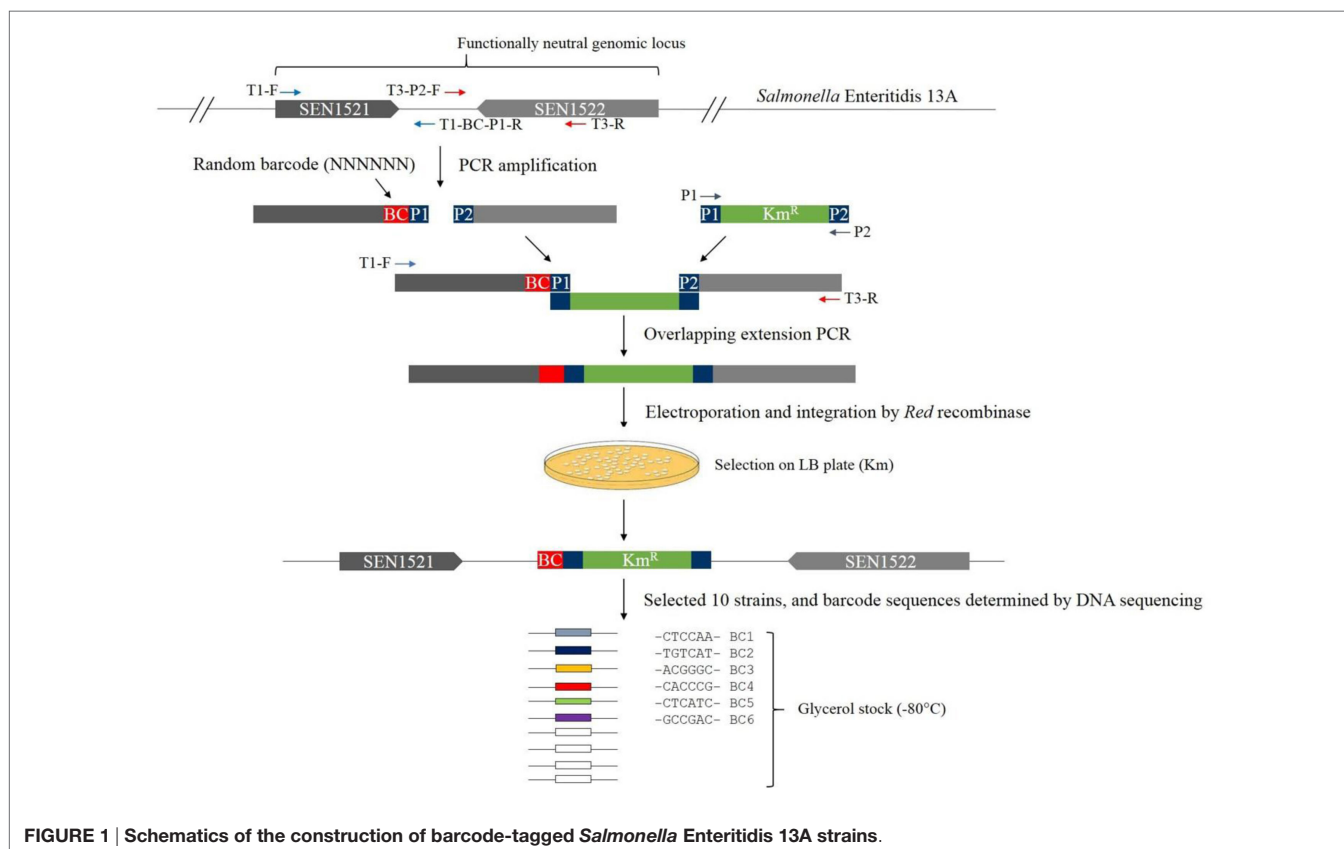 Functionally neutral genomic locus
T1-F
T3-P2-F
Salmonella Enteritidis 13A
SEN1521
SEN1522
T1-BC-P1-R
T3-R
Random barcode (NNNNNN)
PCR amplification
P1
BC P1
P2
P1 KmR P2
P2
T1-F
BC P1
P2
T3-R
Overlapping extension PCR
Electroporation and integration by Red recombinase
Selection on LB plate (Km)
SEN1521
BC
KmR
SEN1522
Selected 10 strains, and barcode sequences determined by DNA sequencing
-CTCCAA- BC1
-TGTCAT- BC2
-ACGGGC- BC3
-CACCCG- BC4
-CTCATC- BC5
-GCCGAC- BC6
Glycerol stock (-80°C)
FIGURE 1 | Schematics of the construction of barcode-tagged Salmonella Enteritidis 13A strains.